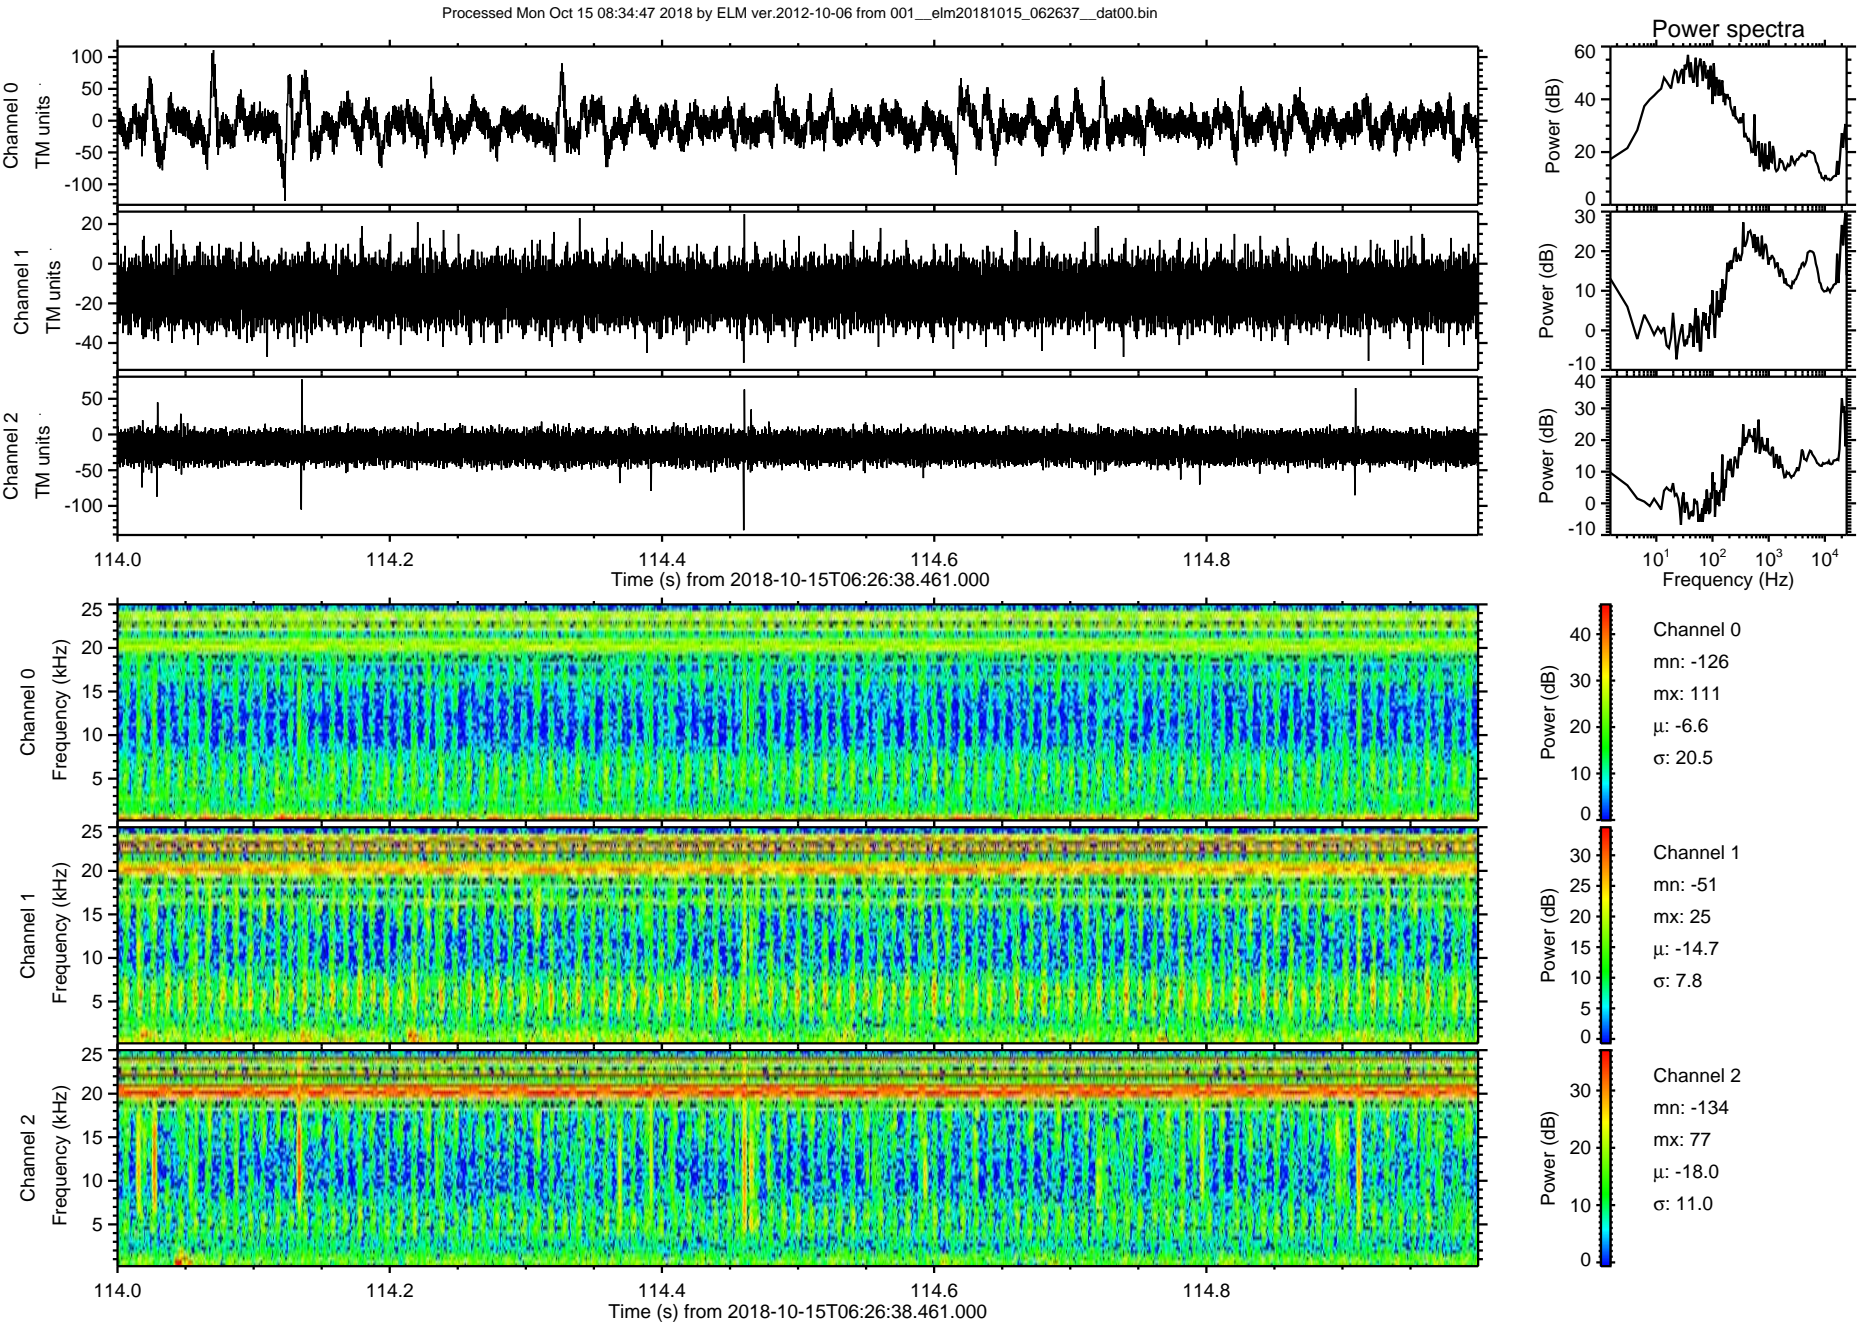 Processed Mon Oct 15 08:34:47 2018 by ELM ver.2012-10-06 from 001__elm20181015_062637__dat00.bin
Power spectra
Channel 0
TM units
100
50
0
-50
-100
Power (dB)
60
40
20
0
Channel 1
TM units
20
0
-20
-40
Power (dB)
30
20
10
0
-10
Channel 2
TM units
50
0
-50
-100
Power (dB)
40
30
20
10
0
-10
114.0 114.2 114.4 114.6 114.8
Time (s) from 2018-10-15T06:26:38.461.000
10¹ 10² 10³ 10⁴
Frequency (Hz)
Channel 0
Frequency (kHz)
25
20
15
10
5
Power (dB)
40
30
20
10
0
Channel 0
mn: -126
mx: 111
μ: -6.6
σ: 20.5
Channel 1
Frequency (kHz)
25
20
15
10
5
Power (dB)
30
25
20
15
10
5
0
Channel 1
mn: -51
mx: 25
μ: -14.7
σ: 7.8
Channel 2
Frequency (kHz)
25
20
15
10
5
Power (dB)
30
20
10
0
Channel 2
mn: -134
mx: 77
μ: -18.0
σ: 11.0
114.0 114.2 114.4 114.6 114.8
Time (s) from 2018-10-15T06:26:38.461.000